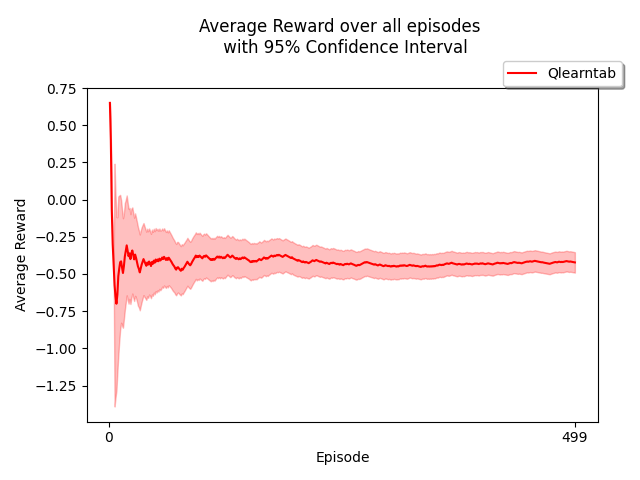 Average Reward over all episodes
with 95% Confidence Interval
Qlearntab
0.75
0.50
0.25
0.00
−0.25
−0.50
−0.75
−1.00
−1.25
Average Reward
0
499
Episode